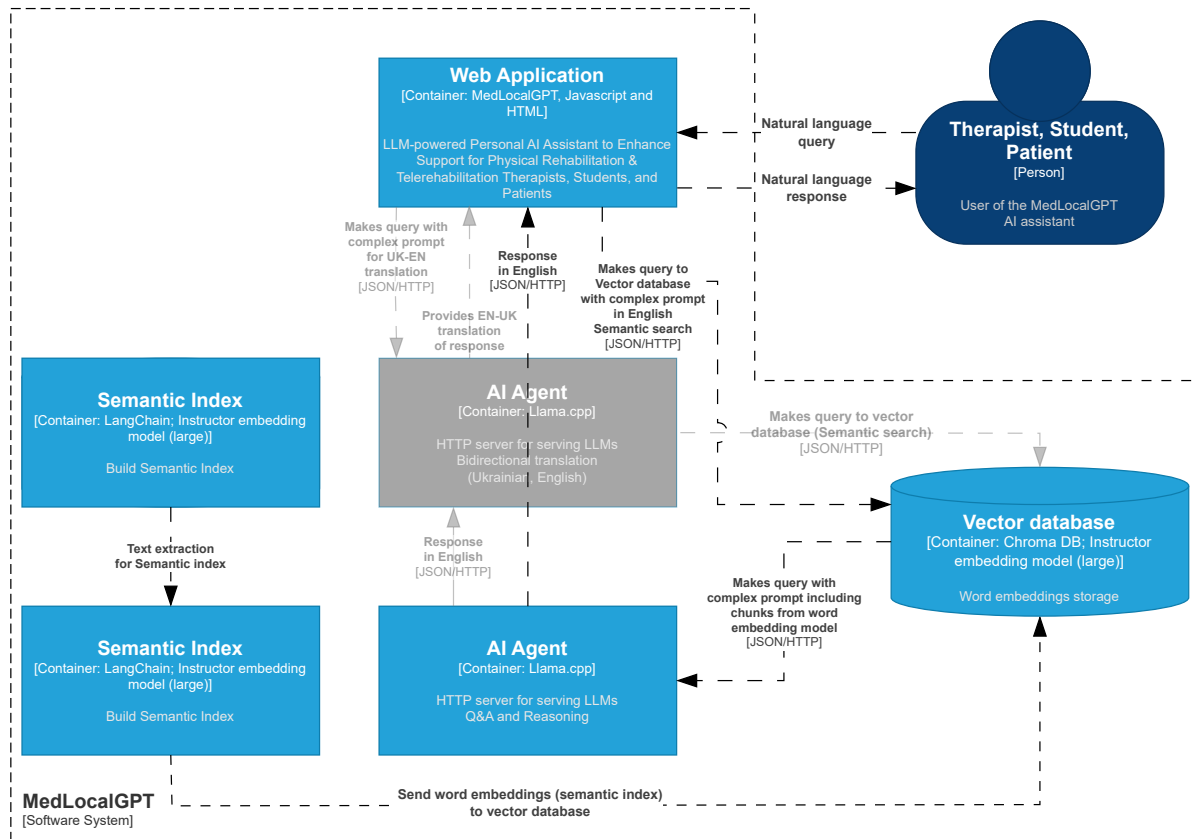 Web Application
[Container: MedLocalGPT, Javascript and
HTML]
LLM-powered Personal AI Assistant to Enhance
Support for Physical Rehabilitation &
Telerehabilitation Therapists, Students, and
Patients
Natural language
query
Natural language
response
Therapist, Student,
Patient
[Person]
User of the MedLocalGPT
AI assistant
Makes query with
complex prompt
for UK-EN
translation
[JSON/HTTP]
Provides EN-UK
translation
of response
Response
in English
[JSON/HTTP]
Makes query to
Vector database
with complex prompt
in English
Semantic search
[JSON/HTTP]
Semantic Index
[Container: LangChain; Instructor embedding
model (large)]
Build Semantic Index
AI Agent
[Container: Llama.cpp]
HTTP server for serving LLMs
Bidirectional translation
(Ukrainian, English)
Makes query to vector
database (Semantic search)
[JSON/HTTP]
Vector database
[Container: Chroma DB; Instructor
embedding model (large)]
Word embeddings storage
Text extraction
for Semantic index
Response
in English
[JSON/HTTP]
Makes query with
complex prompt including
chunks from word
embedding model
[JSON/HTTP]
Semantic Index
[Container: LangChain; Instructor embedding
model (large)]
Build Semantic Index
AI Agent
[Container: Llama.cpp]
HTTP server for serving LLMs
Q&A and Reasoning
Send word embeddings (semantic index)
to vector database
MedLocalGPT
[Software System]